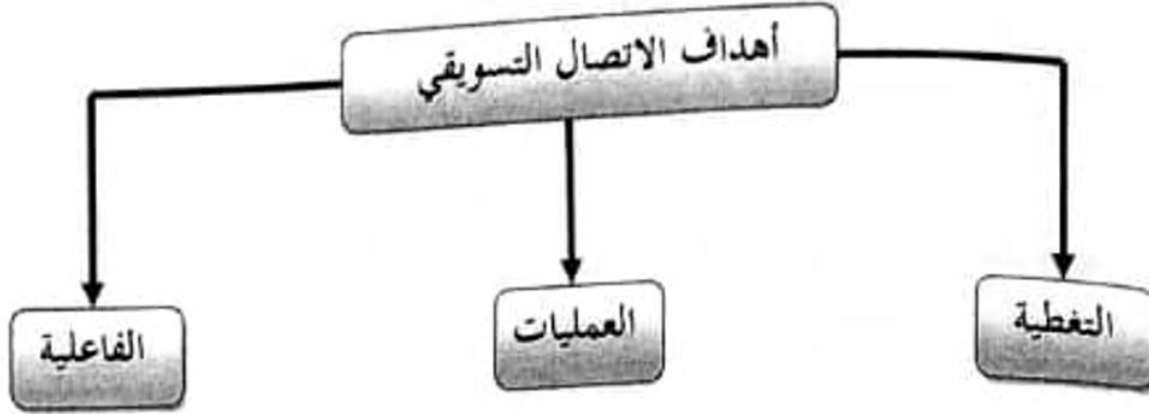 أهداف الاتصال التسويقي
التغطية
العمليات
الفاعلية